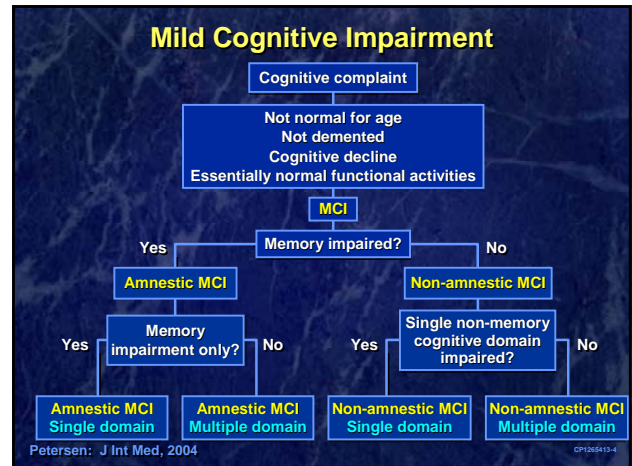 Mild Cognitive Impairment
Cognitive complaint
Not normal for age
Not demented
Cognitive decline
Essentially normal functional activities
MCI
Yes
Memory impaired?
No
Amnestic MCI
Non-amnestic MCI
Yes
Memory
impairment only?
No
Yes
Single non-memory
cognitive domain
impaired?
No
Amnestic MCI
Single domain
Amnestic MCI
Multiple domain
Non-amnestic MCI
Single domain
Non-amnestic MCI
Multiple domain
Petersen: J Int Med, 2004
CP1265413-4